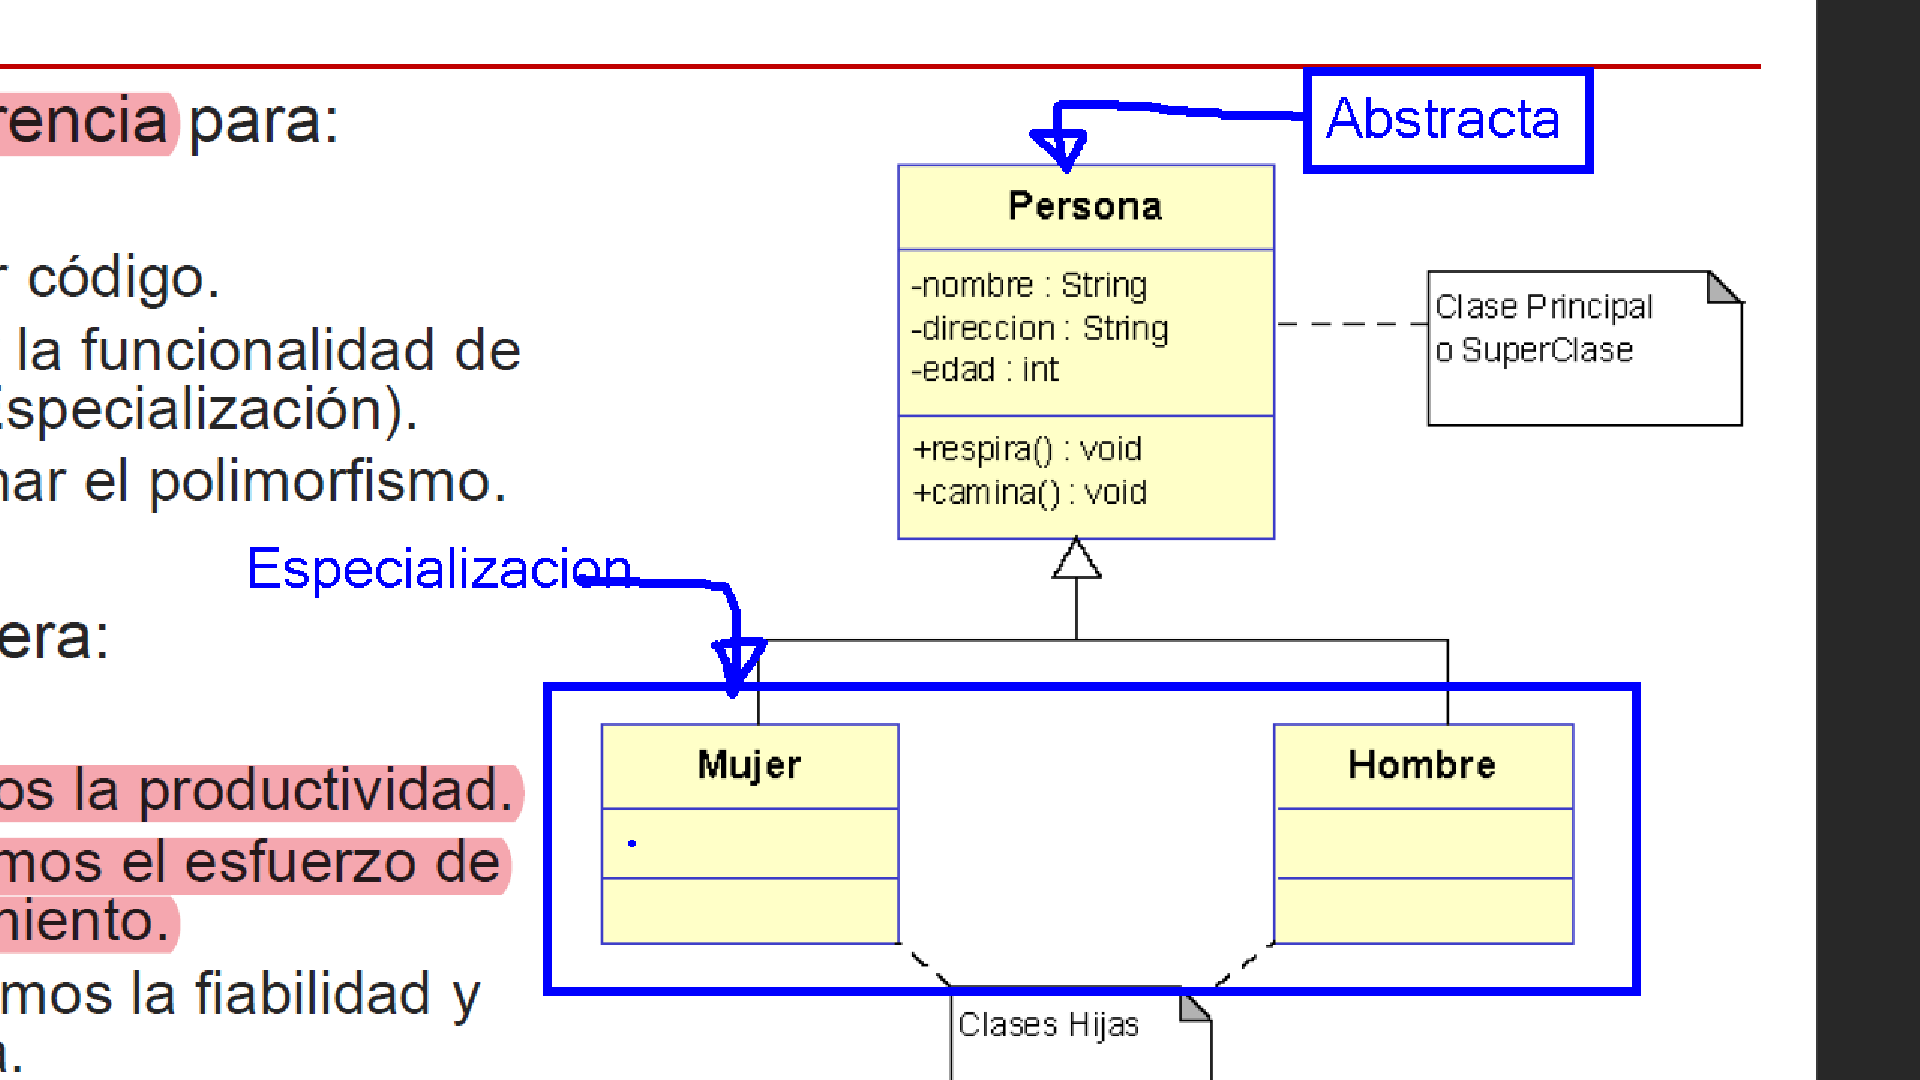 rencia para:
r código.
la funcionalidad de
Especialización).
nar el polimorfismo.
Especializacion
era:
os la productividad.
mos el esfuerzo de
miento.
mos la fiabilidad y
a.
Abstracta
Persona
-nombre : String
-direccion : String
-edad : int
+respira() : void
+camina() : void
Clase Principal
o SuperClase
Mujer
Hombre
Clases Hijas